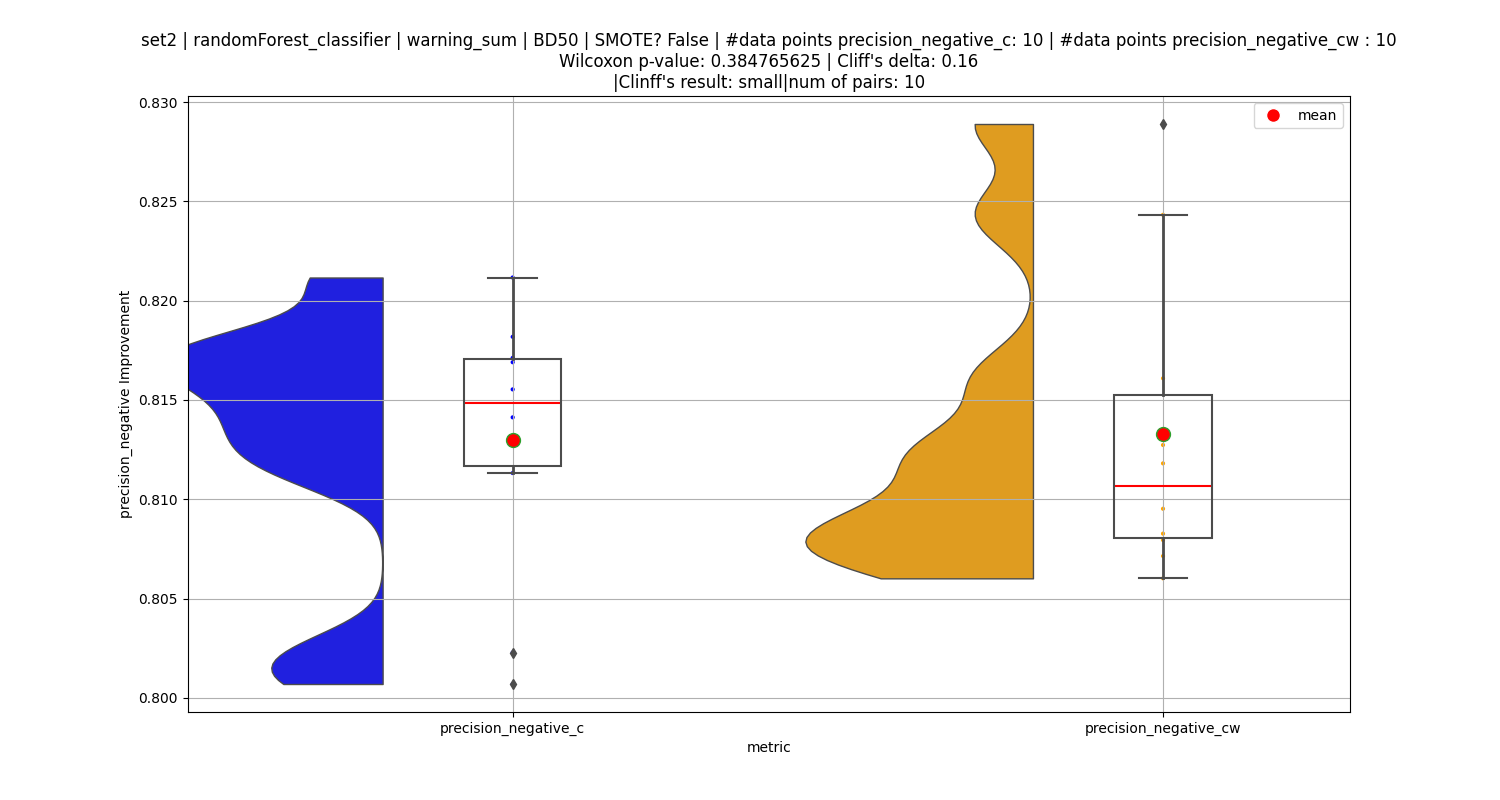 set2 | randomForest_classifier | warning_sum | BD50 | SMOTE? False | #data points precision_negative_c: 10 | #data points precision_negative_cw : 10
Wilcoxon p-value: 0.384765625 | Cliff's delta: 0.16
|Clinff's result: small|num of pairs: 10
mean
0.830
0.825
0.820
0.815
0.810
0.805
0.800
precision_negative Improvement
precision_negative_c
precision_negative_cw
metric